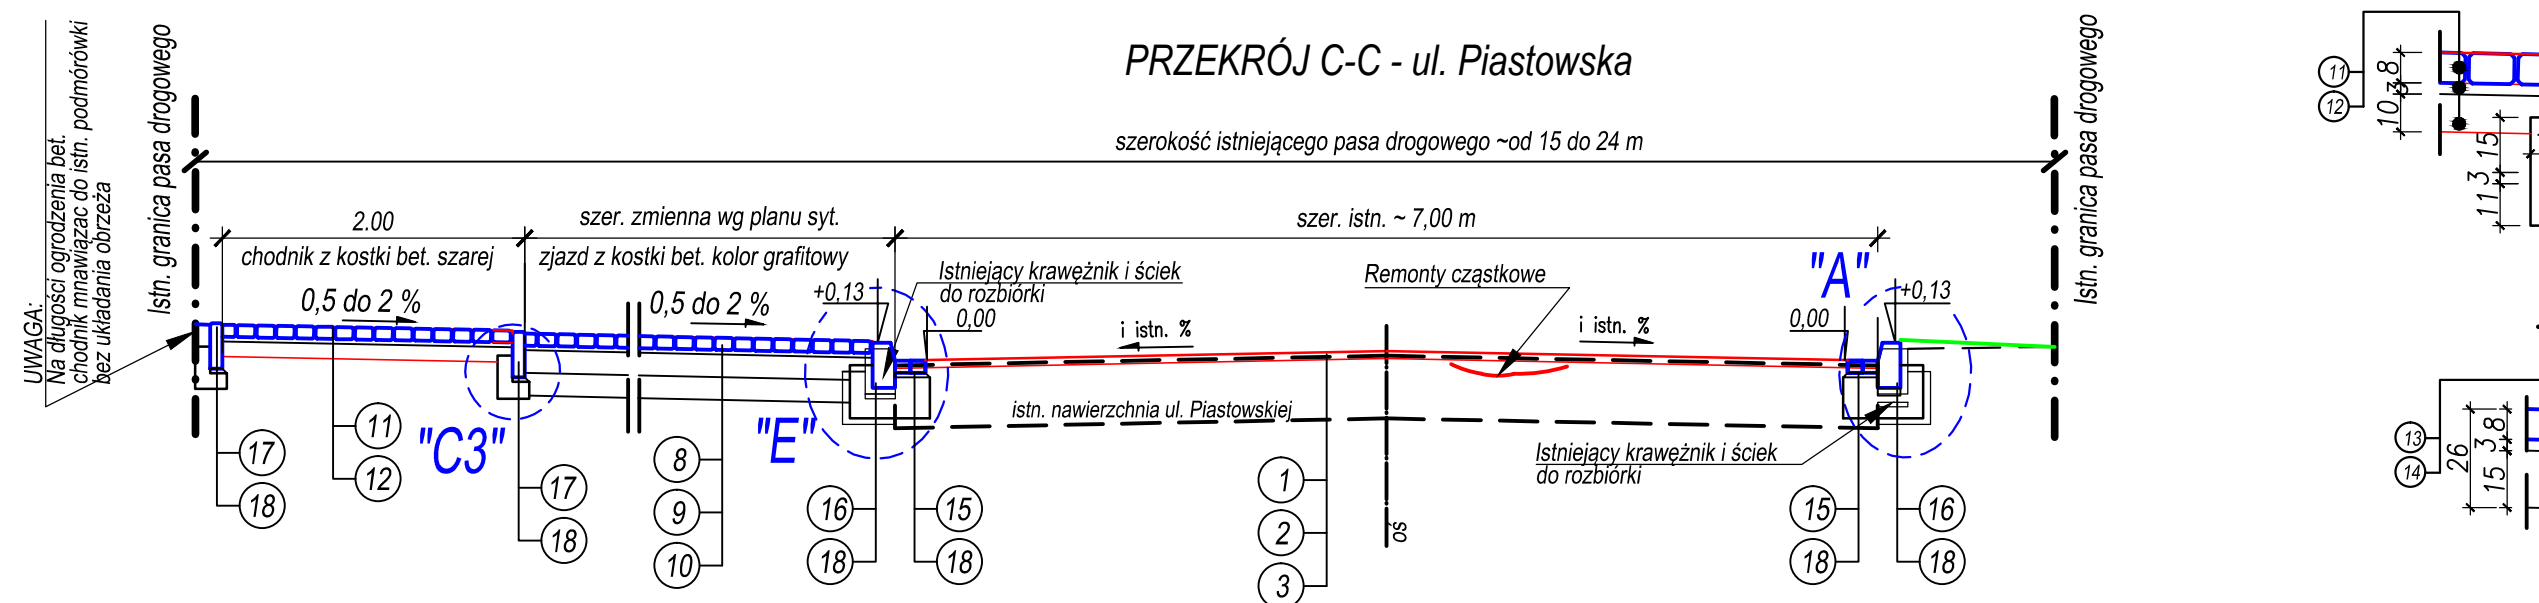 PRZEKRÓJ C-C - ul. Piastowska
szerokość istniejącego pasa drogowego ~od 15 do 24 m
UWAGA:
Na długości ogrodzenia bet.
chodnik mnawiązac do istn. podmórówki
bez układania obrzeża
Istn. granica pasa drogowego
Istn. granica pasa drogowego
2.00
chodnik z kostki bet. szarej
0,5 do 2 %
szer. zmienna wg planu syt.
zjazd z kostki bet. kolor grafitowy
0,5 do 2 %
szer. istn. ~ 7,00 m
+0,13
Istniejący krawężnik i ściek
do rozbiórki
0,00
i istn. %
Remonty cząstkowe
i istn. %
0,00
"A"
+0,13
istn. nawierzchnia ul. Piastowskiej
Istniejący krawężnik i ściek
do rozbiórki
oś
"C3"
"E"
17
18
11
12
17
18
8
9
10
16
18
15
18
1
2
3
15
18
16
18
11
12
8
3
10
15
3
11
13
14
26
8
3
15